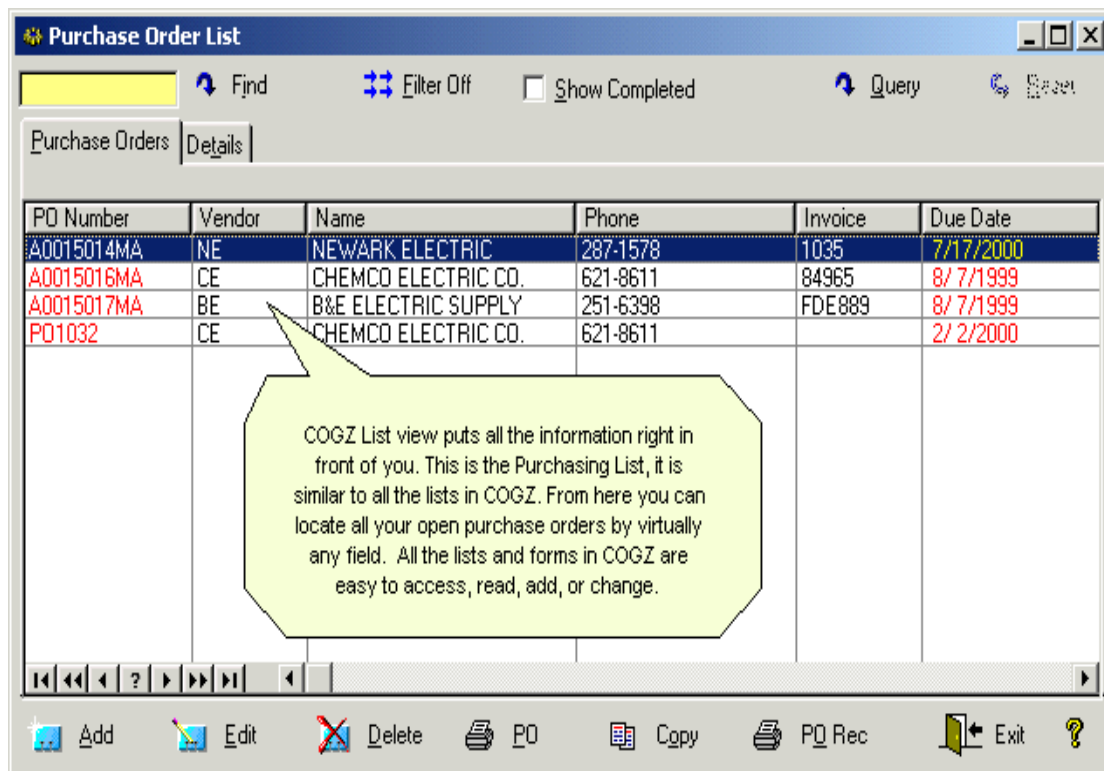 Purchase Order List
Find Filter Off Show Completed Query Reset
Purchase Orders Details
PO Number Vendor Name Phone Invoice Due Date
A0015014MA NE NEWARK ELECTRIC 287-1578 1035 7/17/2000
A0015016MA CE CHEMCO ELECTRIC CO. 621-8611 84965 8/ 7/1999
A0015017MA BE B&E ELECTRIC SUPPLY 251-6398 FDE889 8/ 7/1999
PO1032 CE CHEMCO ELECTRIC CO. 621-8611 2/ 2/2000
COGZ List view puts all the information right in
front of you. This is the Purchasing List, it is
similar to all the lists in COGZ. From here you can
locate all your open purchase orders by virtually
any field. All the lists and forms in COGZ are
easy to access, read, add, or change.
?
Add Edit Delete PO Copy PO Rec Exit ?